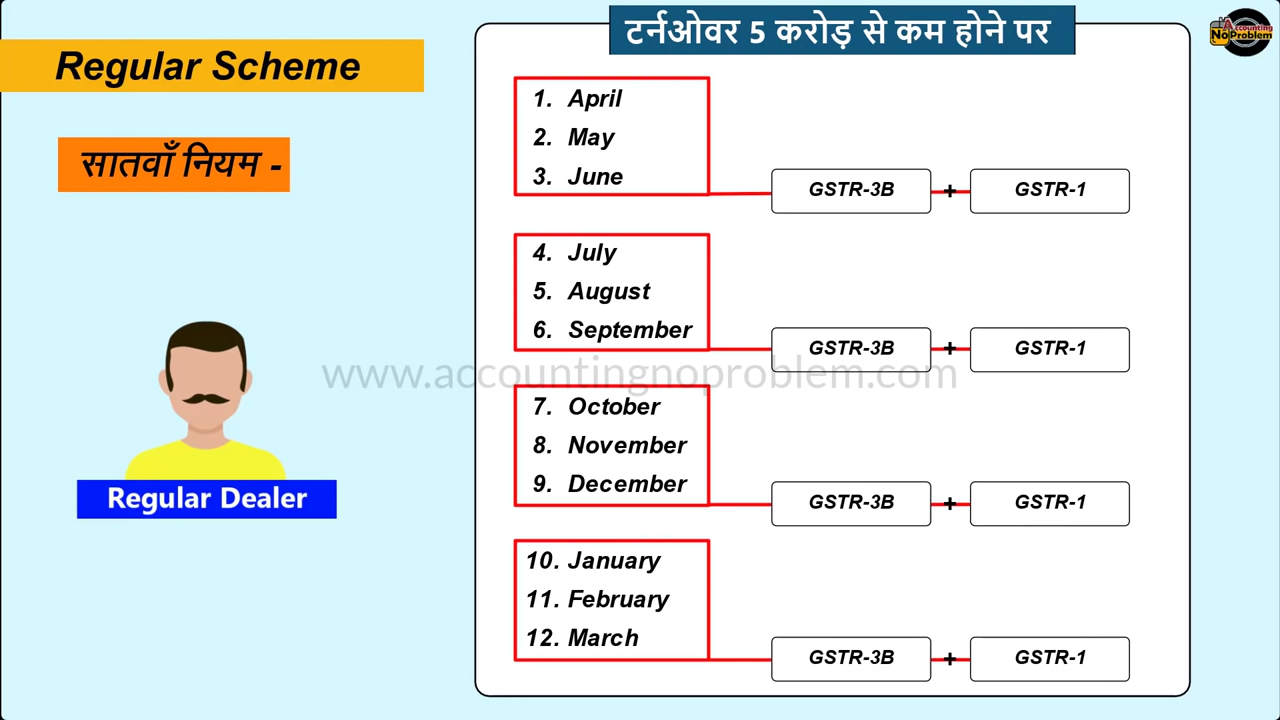 Regular Scheme
सातवाँ नियम -
Regular Dealer
टर्नओवर 5 करोड़ से कम होने पर
Accounting
NoProblem
1. April
2. May
3. June
GSTR-3B + GSTR-1
4. July
5. August
6. September
GSTR-3B + GSTR-1
www.accountingnoproblem.com
7. October
8. November
9. December
GSTR-3B + GSTR-1
10. January
11. February
12. March
GSTR-3B + GSTR-1